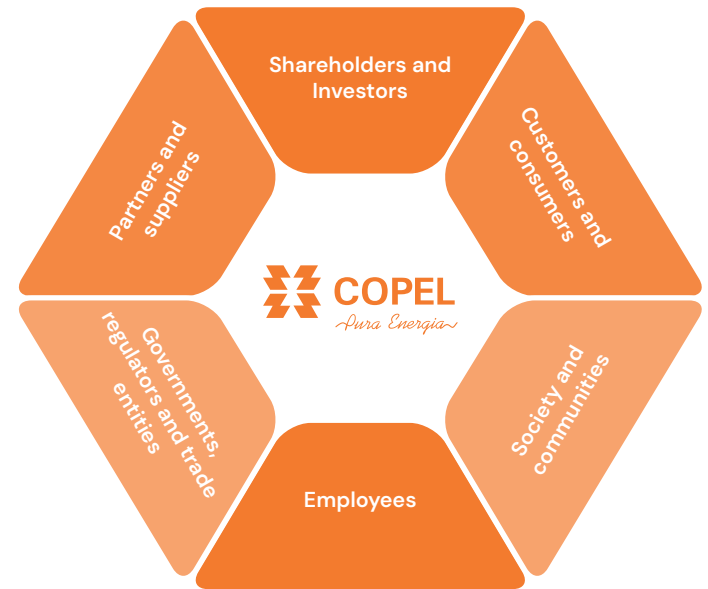 Shareholders and
Investors
Customers and
consumers
Society and
communities
Employees
Governments,
regulators and trade
entities
Partners and
suppliers
COPEL
Pura Energia